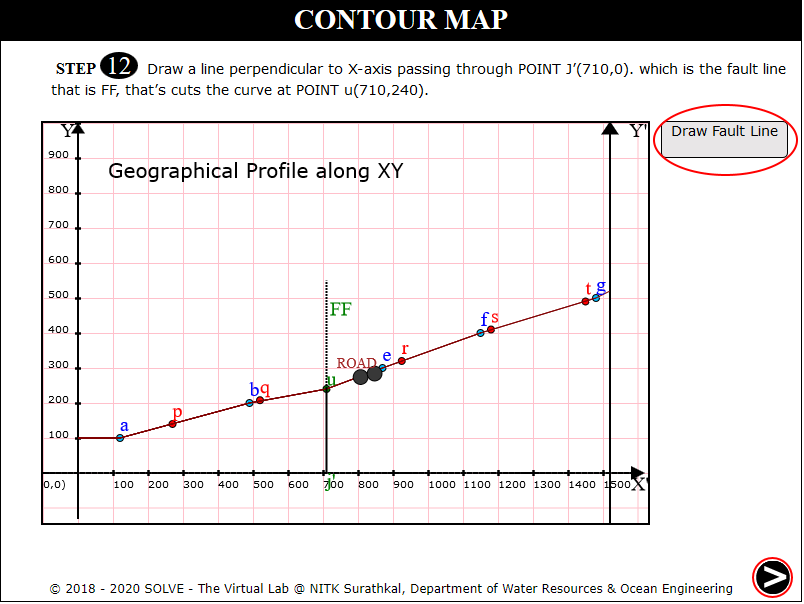 CONTOUR MAP
STEP 12 Draw a line perpendicular to X-axis passing through POINT J’(710,0). which is the fault line
that is FF, that’s cuts the curve at POINT u(710,240).
Y Y'
Draw Fault Line
900
Geographical Profile along XY
800
700
600
500
FF
t g
400
f s
300
ROAD e r
200
b q u
100
a p
0,0) 100 200 300 400 500 600 700 800 900 1000 1100 1200 1300 1400 1500 X'
J'
>
© 2018 - 2020 SOLVE - The Virtual Lab @ NITK Surathkal, Department of Water Resources & Ocean Engineering